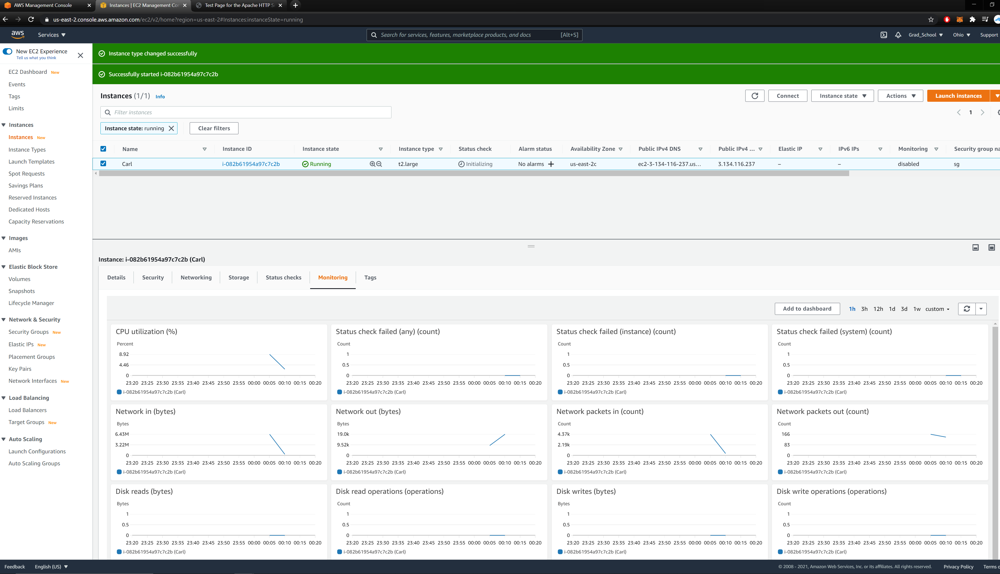 AWS Management Console
Instances | EC2 Management Con
Test Page for the Apache HTTP S
us-east-2.console.aws.amazon.com/ec2/v2/home?region=us-east-2#Instances:instanceState=running
aws Services Search for services, features, marketplace products, and docs [Alt+S] Grad_School Ohio Support
New EC2 Experience
Tell us what you think
EC2 Dashboard New
Events
Tags
Limits
Instances
Instances New
Instance Types
Launch Templates
Spot Requests
Savings Plans
Reserved Instances
Dedicated Hosts
Capacity Reservations
Images
AMIs
Elastic Block Store
Volumes
Snapshots
Lifecycle Manager
Network & Security
Security Groups New
Elastic IPs New
Placement Groups
Key Pairs
Network Interfaces New
Load Balancing
Load Balancers
Target Groups New
Auto Scaling
Launch Configurations
Auto Scaling Groups
Instance type changed successfully
Successfully started i-082b61954a97c7c2b
Instances (1/1) Info
Connect Instance state Actions Launch instances
Filter instances
1
Instance state: running Clear filters
Name Instance ID Instance state Instance type Status check Alarm status Availability Zone Public IPv4 DNS Public IPv4 ... Elastic IP IPv6 IPs Monitoring Security group na
Carl i-082b61954a97c7c2b Running t2.large Initializing No alarms + us-east-2c ec2-3-134-116-237.us... 3.134.116.237 – – disabled sg
Instance: i-082b61954a97c7c2b (Carl)
Details Security Networking Storage Status checks Monitoring Tags
Add to dashboard 1h 3h 12h 1d 3d 1w custom
CPU utilization (%)
Percent
8.92
4.46
0
23:20 23:25 23:30 23:35 23:40 23:45 23:50 23:55 00:00 00:05 00:10 00:15 00:20
i-082b61954a97c7c2b (Carl)
Status check failed (any) (count)
Count
1
0.5
0
23:20 23:25 23:30 23:35 23:40 23:45 23:50 23:55 00:00 00:05 00:10 00:15 00:20
i-082b61954a97c7c2b (Carl)
Status check failed (instance) (count)
Count
1
0.5
0
23:20 23:25 23:30 23:35 23:40 23:45 23:50 23:55 00:00 00:05 00:10 00:15 00:20
i-082b61954a97c7c2b (Carl)
Status check failed (system) (count)
Count
1
0.5
0
23:20 23:25 23:30 23:35 23:40 23:45 23:50 23:55 00:00 00:05 00:10 00:15 00:20
i-082b61954a97c7c2b (Carl)
Network in (bytes)
Bytes
6.43M
3.22M
0
23:20 23:25 23:30 23:35 23:40 23:45 23:50 23:55 00:00 00:05 00:10 00:15 00:20
i-082b61954a97c7c2b (Carl)
Network out (bytes)
Bytes
19.0k
9.52k
0
23:20 23:25 23:30 23:35 23:40 23:45 23:50 23:55 00:00 00:05 00:10 00:15 00:20
i-082b61954a97c7c2b (Carl)
Network packets in (count)
Count
4.37k
2.19k
0
23:20 23:25 23:30 23:35 23:40 23:45 23:50 23:55 00:00 00:05 00:10 00:15 00:20
i-082b61954a97c7c2b (Carl)
Network packets out (count)
Count
166
83
0
23:20 23:25 23:30 23:35 23:40 23:45 23:50 23:55 00:00 00:05 00:10 00:15 00:20
i-082b61954a97c7c2b (Carl)
Disk reads (bytes)
Bytes
1
0.5
0
23:20 23:25 23:30 23:35 23:40 23:45 23:50 23:55 00:00 00:05 00:10 00:15 00:20
i-082b61954a97c7c2b (Carl)
Disk read operations (operations)
Count
1
0.5
0
23:20 23:25 23:30 23:35 23:40 23:45 23:50 23:55 00:00 00:05 00:10 00:15 00:20
i-082b61954a97c7c2b (Carl)
Disk writes (bytes)
Bytes
1
0.5
0
23:20 23:25 23:30 23:35 23:40 23:45 23:50 23:55 00:00 00:05 00:10 00:15 00:20
i-082b61954a97c7c2b (Carl)
Disk write operations (operations)
Count
1
0.5
0
23:20 23:25 23:30 23:35 23:40 23:45 23:50 23:55 00:00 00:05 00:10 00:15 00:20
i-082b61954a97c7c2b (Carl)
Feedback English (US) © 2008 - 2021, Amazon Web Services, Inc. or its affiliates. All rights reserved. Privacy Policy Terms o